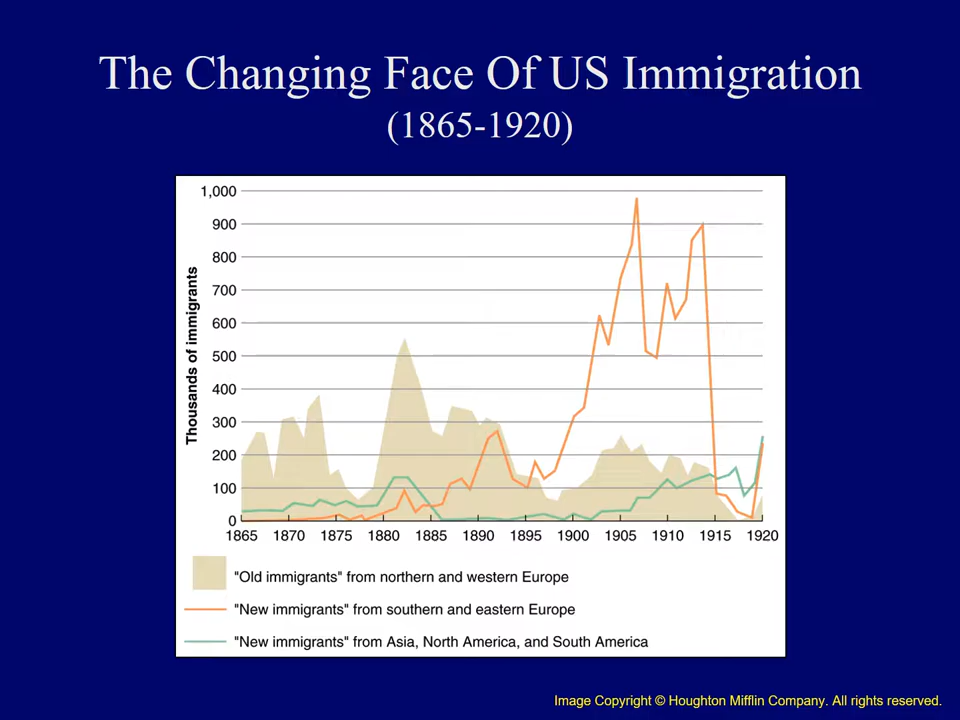 The Changing Face Of US Immigration
(1865-1920)
1,000
900
800
700
600
500
400
300
200
100
0
Thousands of immigrants
1865 1870 1875 1880 1885 1890 1895 1900 1905 1910 1915 1920
"Old immigrants" from northern and western Europe
"New immigrants" from southern and eastern Europe
"New immigrants" from Asia, North America, and South America
Image Copyright © Houghton Mifflin Company. All rights reserved.